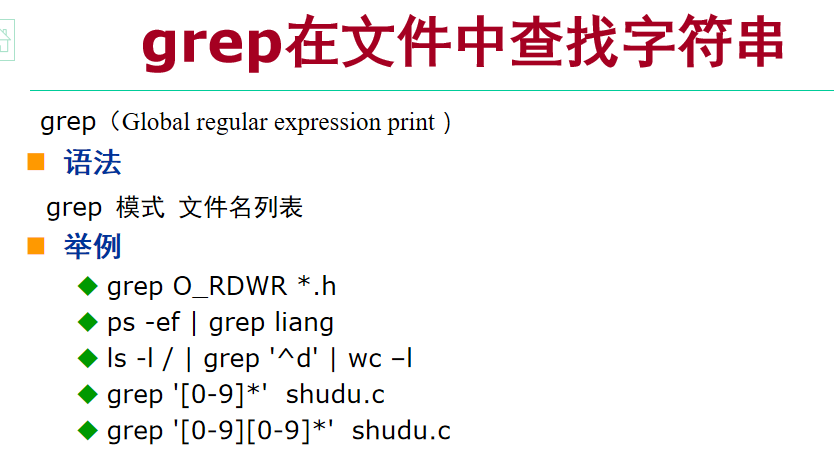 grep在文件中查找字符串
grep（Global regular expression print )
语法
grep 模式 文件名列表
举例
grep O_RDWR *.h
ps -ef | grep liang
ls -l / | grep '^d' | wc –l
grep '[0-9]*' shudu.c
grep '[0-9][0-9]*' shudu.c